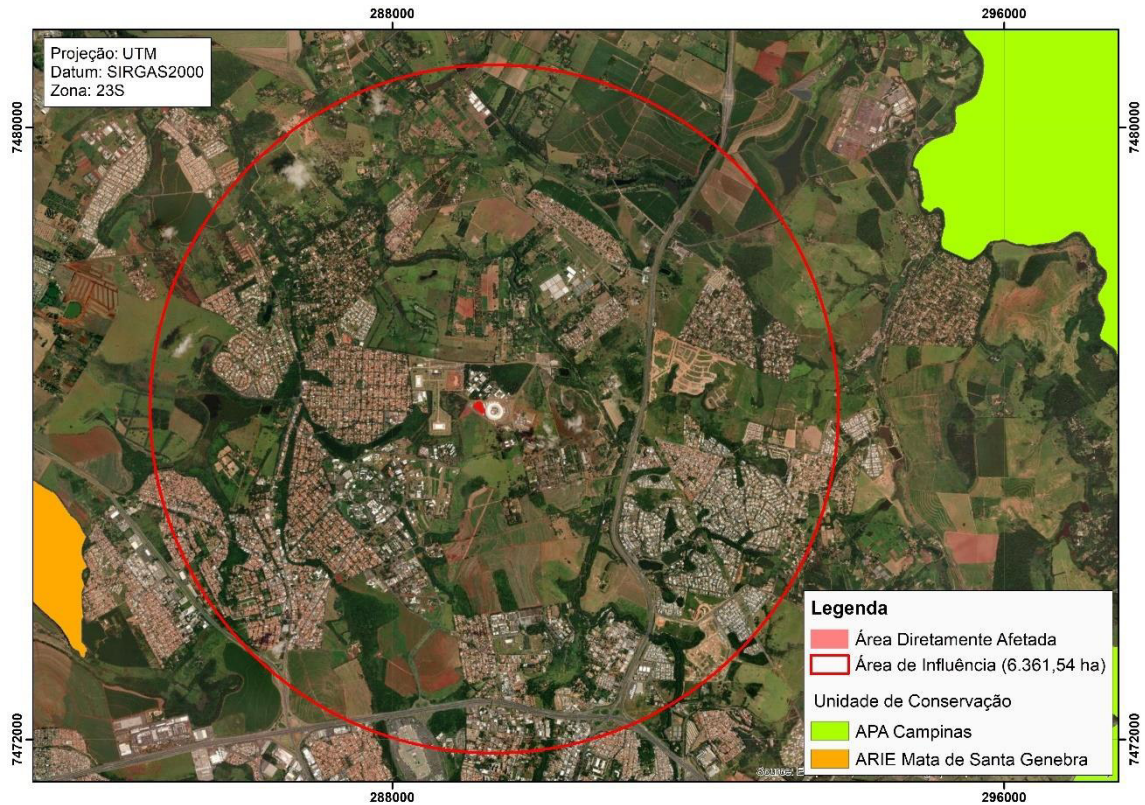 288000
296000
Projeção: UTM
Datum: SIRGAS2000
Zona: 23S
7480000
7480000
Legenda
Área Diretamente Afetada
Área de Influência (6.361,54 ha)
Unidade de Conservação
APA Campinas
ARIE Mata de Santa Genebra
7472000
7472000
Source:
288000
296000